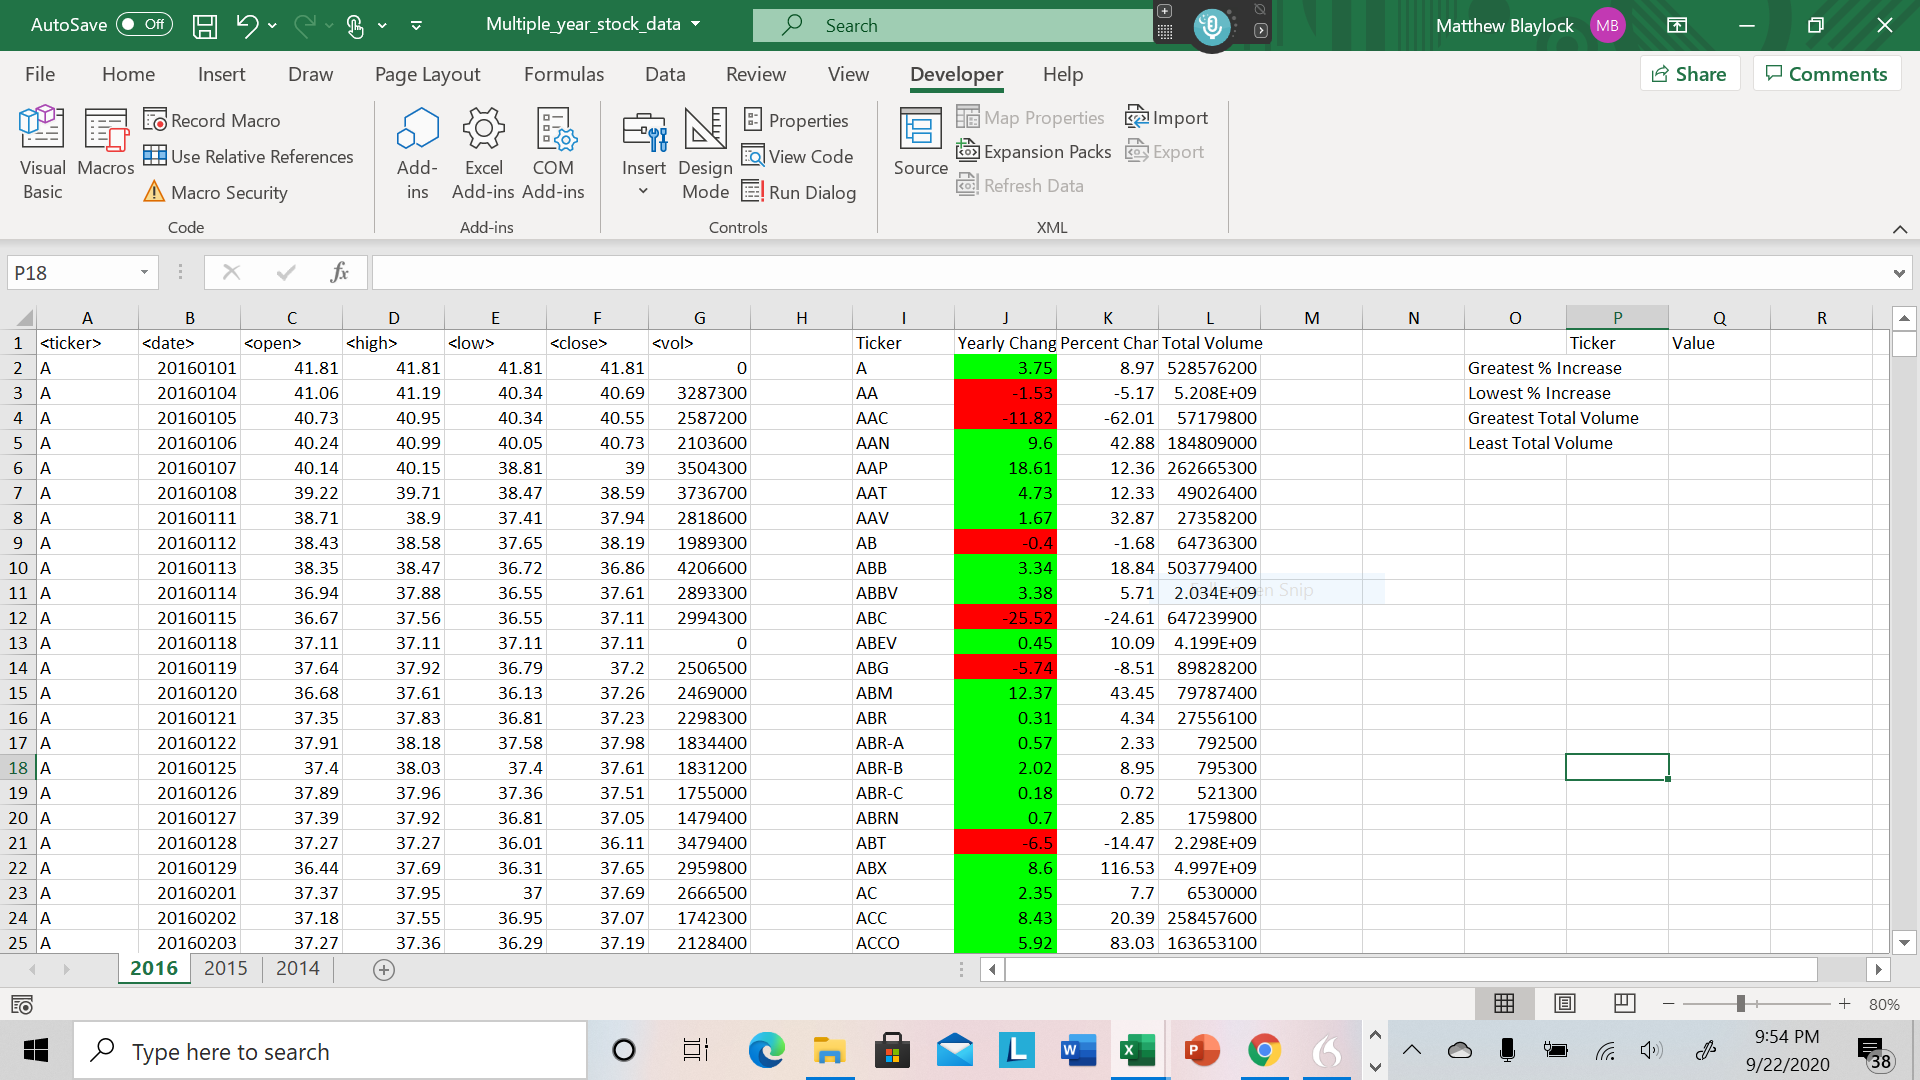 AutoSave Off Multiple_year_stock_data Search Matthew Blaylock MB
File Home Insert Draw Page Layout Formulas Data Review View Developer Help Share Comments
Visual Basic Macros Record Macro Use Relative References Macro Security Code
Add-ins Excel Add-ins COM Add-ins Add-ins
Insert Design Mode Properties View Code Run Dialog Controls
Source Map Properties Expansion Packs Refresh Data Import Export XML
P18 fx
A B C D E F G H I J K L M N O P Q R
1 <ticker> <date> <open> <high> <low> <close> <vol> Ticker Yearly Chang Percent Char Total Volume Ticker Value
2 A 20160101 41.81 41.81 41.81 41.81 0 A 3.75 8.97 528576200 Greatest % Increase
3 A 20160104 41.06 41.19 40.34 40.69 3287300 AA -1.53 -5.17 5.208E+09 Lowest % Increase
4 A 20160105 40.73 40.95 40.34 40.55 2587200 AAC -11.82 -62.01 57179800 Greatest Total Volume
5 A 20160106 40.24 40.99 40.05 40.73 2103600 AAN 9.6 42.88 184809000 Least Total Volume
6 A 20160107 40.14 40.15 38.81 39 3504300 AAP 18.61 12.36 262665300
7 A 20160108 39.22 39.71 38.47 38.59 3736700 AAT 4.73 12.33 49026400
8 A 20160111 38.71 38.9 37.41 37.94 2818600 AAV 1.67 32.87 27358200
9 A 20160112 38.43 38.58 37.65 38.19 1989300 AB -0.4 -1.68 64736300
10 A 20160113 38.35 38.47 36.72 36.86 4206600 ABB 3.34 18.84 503779400
11 A 20160114 36.94 37.88 36.55 37.61 2893300 ABBV 3.38 5.71 2.034E+09 Snip
12 A 20160115 36.67 37.56 36.55 37.11 2994300 ABC -25.52 -24.61 647239900
13 A 20160118 37.11 37.11 37.11 37.11 0 ABEV 0.45 10.09 4.199E+09
14 A 20160119 37.64 37.92 36.79 37.2 2506500 ABG -5.74 -8.51 89828200
15 A 20160120 36.68 37.61 36.13 37.26 2469000 ABM 12.37 43.45 79787400
16 A 20160121 37.35 37.83 36.81 37.23 2298300 ABR 0.31 4.34 27556100
17 A 20160122 37.91 38.18 37.58 37.98 1834400 ABR-A 0.57 2.33 792500
18 A 20160125 37.4 38.03 37.4 37.61 1831200 ABR-B 2.02 8.95 795300
19 A 20160126 37.89 37.96 37.36 37.51 1755000 ABR-C 0.18 0.72 521300
20 A 20160127 37.39 37.92 36.81 37.05 1479400 ABRN 0.7 2.85 1759800
21 A 20160128 37.27 37.27 36.01 36.11 3479400 ABT -6.5 -14.47 2.298E+09
22 A 20160129 36.44 37.69 36.31 37.65 2959800 ABX 8.6 116.53 4.997E+09
23 A 20160201 37.37 37.95 37 37.69 2666500 AC 2.35 7.7 6530000
24 A 20160202 37.18 37.55 36.95 37.07 1742300 ACC 8.43 20.39 258457600
25 A 20160203 37.27 37.36 36.29 37.19 2128400 ACCO 5.92 83.03 163653100
2016 2015 2014
80%
Type here to search
9:54 PM
9/22/2020
38